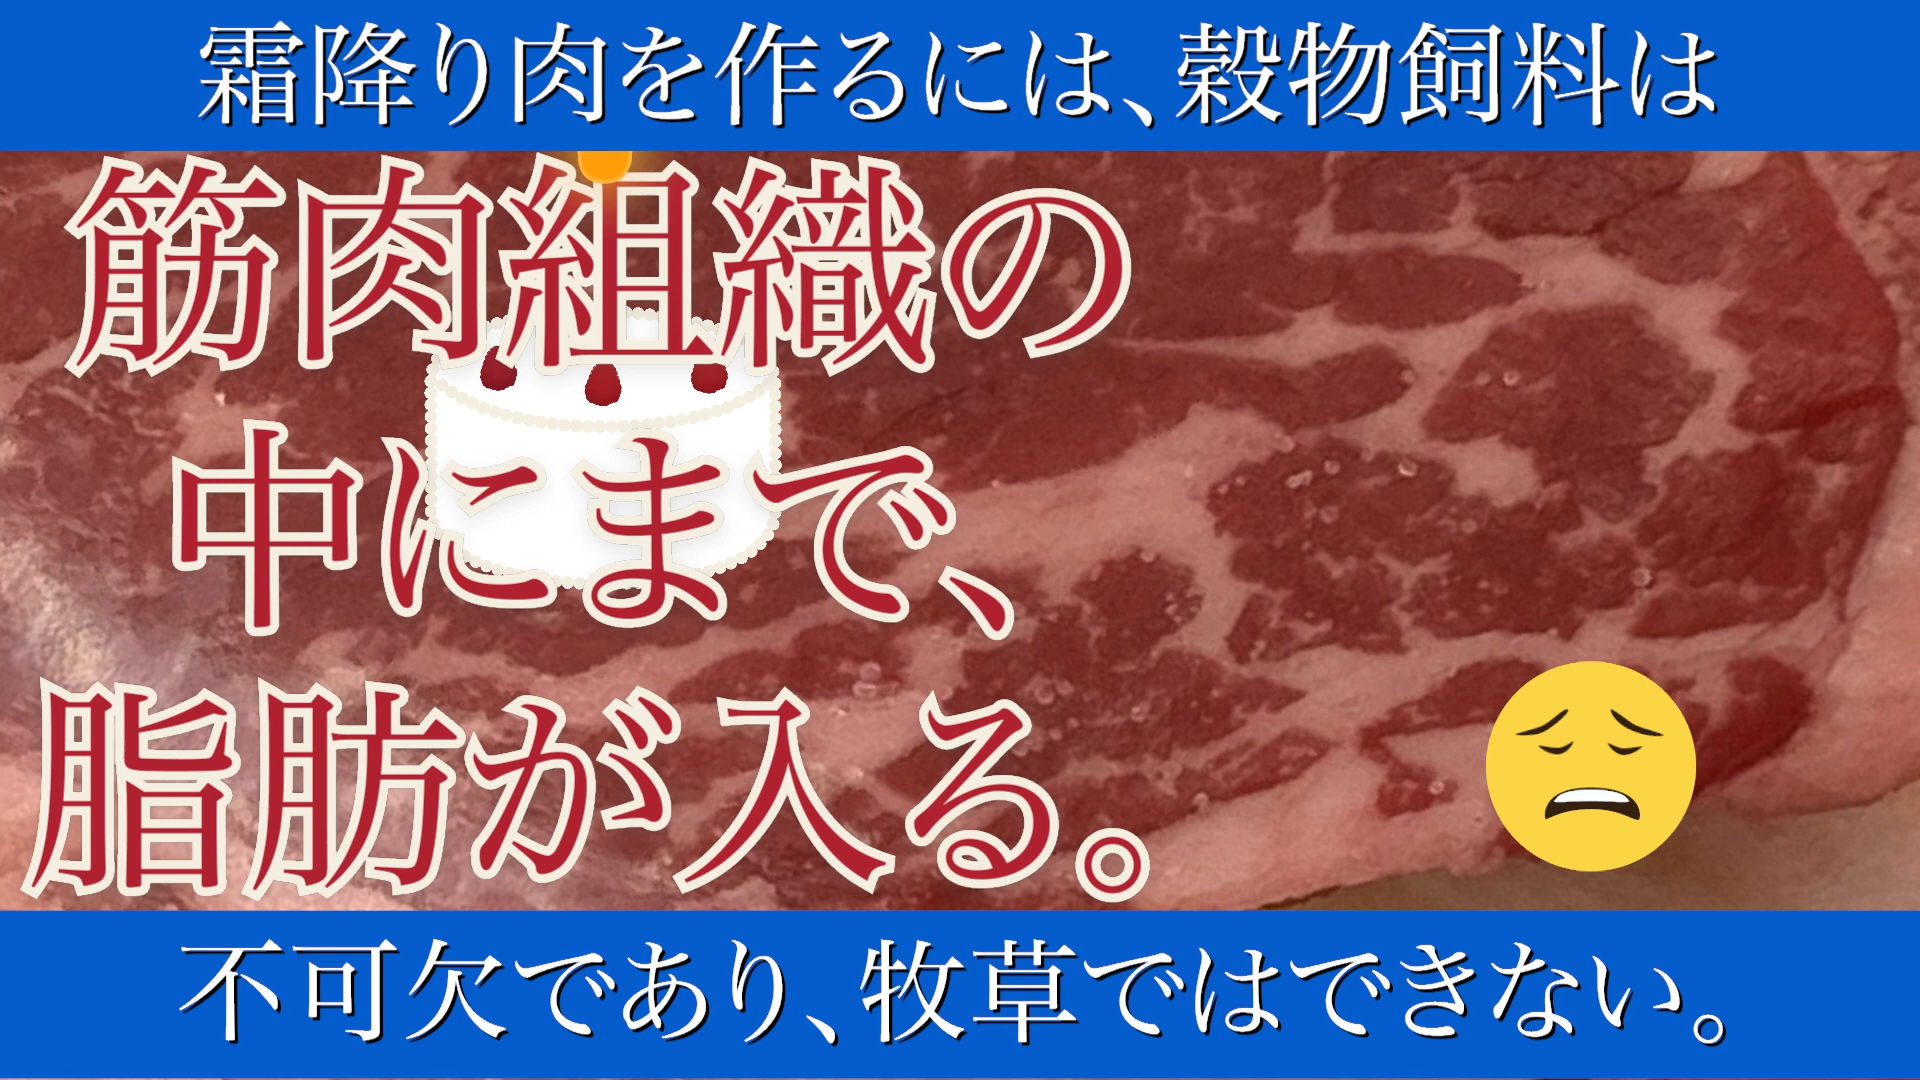 霜降り肉を作るには、穀物飼料は
筋肉組織の
中にまで、
脂肪が入る。
不可欠であり、牧草ではできない。